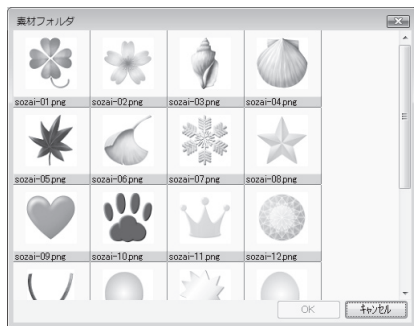 素材フォルダ
sozai-01.png sozai-02.png sozai-03.png sozai-04.png
sozai-05.png sozai-06.png sozai-07.png sozai-08.png
sozai-09.png sozai-10.png sozai-11.png sozai-12.png
OK キャンセル